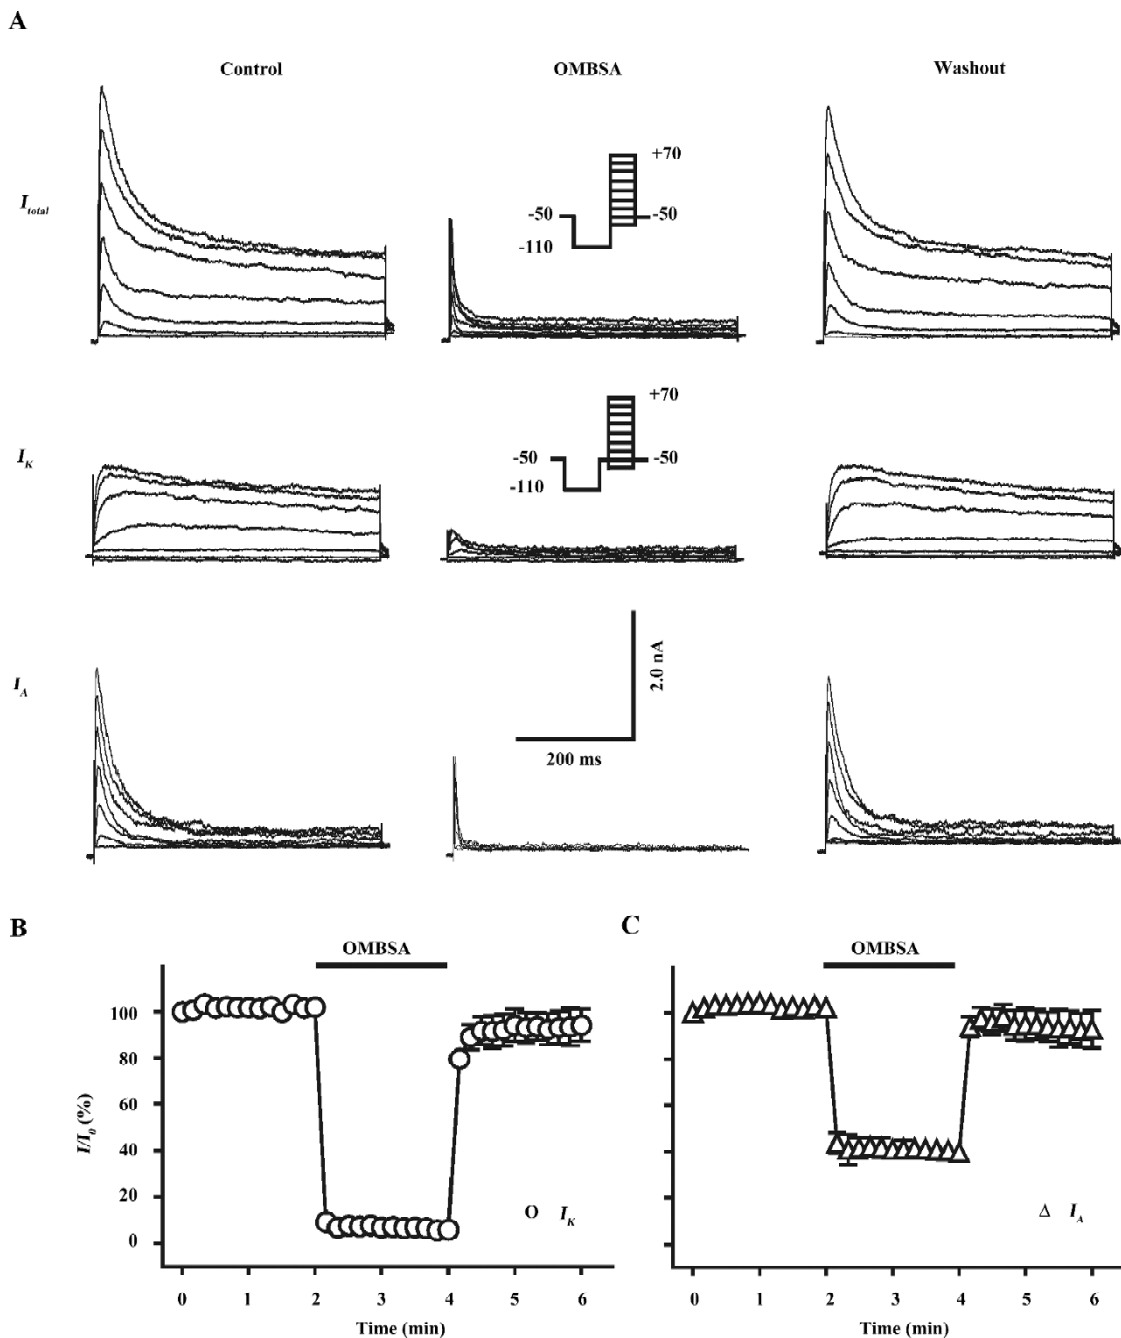 A
Control OMBSA Washout
I_total
+70
-50 -50
-110
I_K
+70
-50 -50
-110
I_A
2.0 nA
200 ms
B
OMBSA
I/I_0 (%)
100
80
60
40
20
0
O I_K
0 1 2 3 4 5 6
Time (min)
C
OMBSA
Δ I_A
0 1 2 3 4 5 6
Time (min)